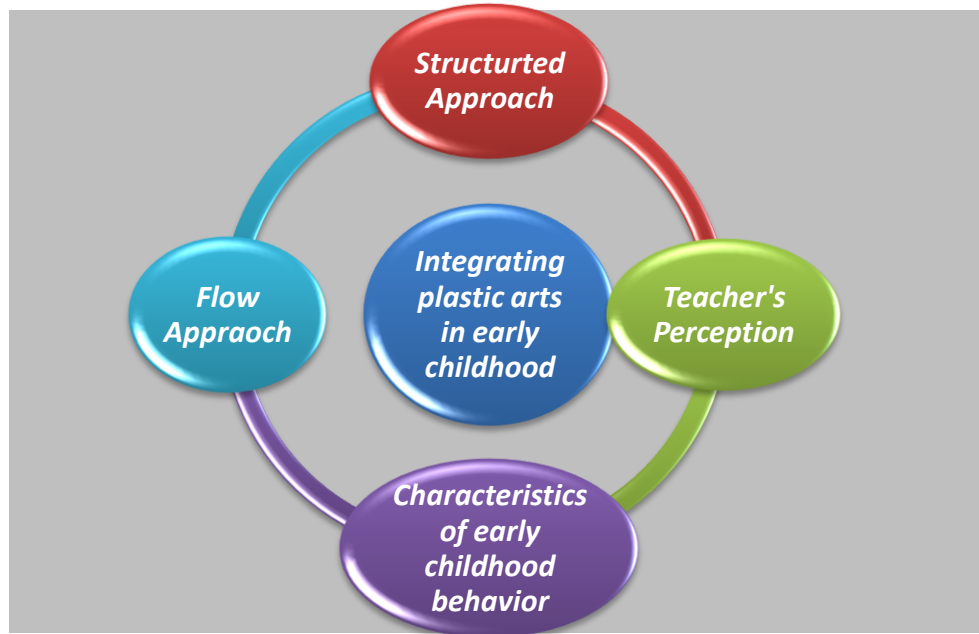 Structurted
Approach
Integrating
plastic arts
in early
childhood
Flow
Appraoch
Teacher's
Perception
Characteristics
of early
childhood
behavior